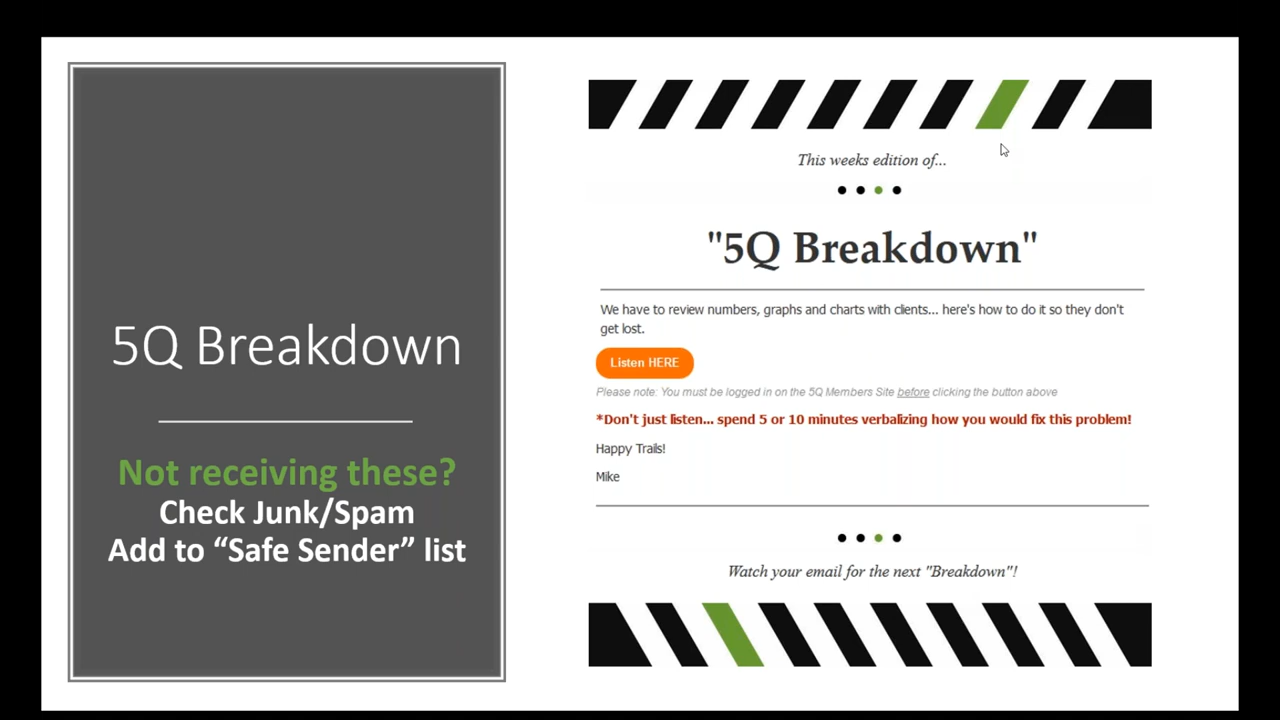 5Q Breakdown
Not receiving these?
Check Junk/Spam
Add to “Safe Sender” list
This weeks edition of...
"5Q Breakdown"
We have to review numbers, graphs and charts with clients... here's how to do it so they don't
get lost.
Listen HERE
Please note: You must be logged in on the 5Q Members Site before clicking the button above
*Don't just listen... spend 5 or 10 minutes verbalizing how you would fix this problem!
Happy Trails!
Mike
Watch your email for the next "Breakdown"!